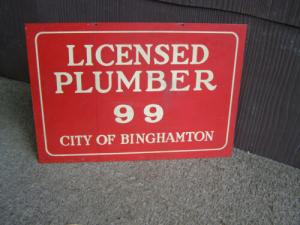 LICENSED
PLUMBER
99
CITY OF BINGHAMTON